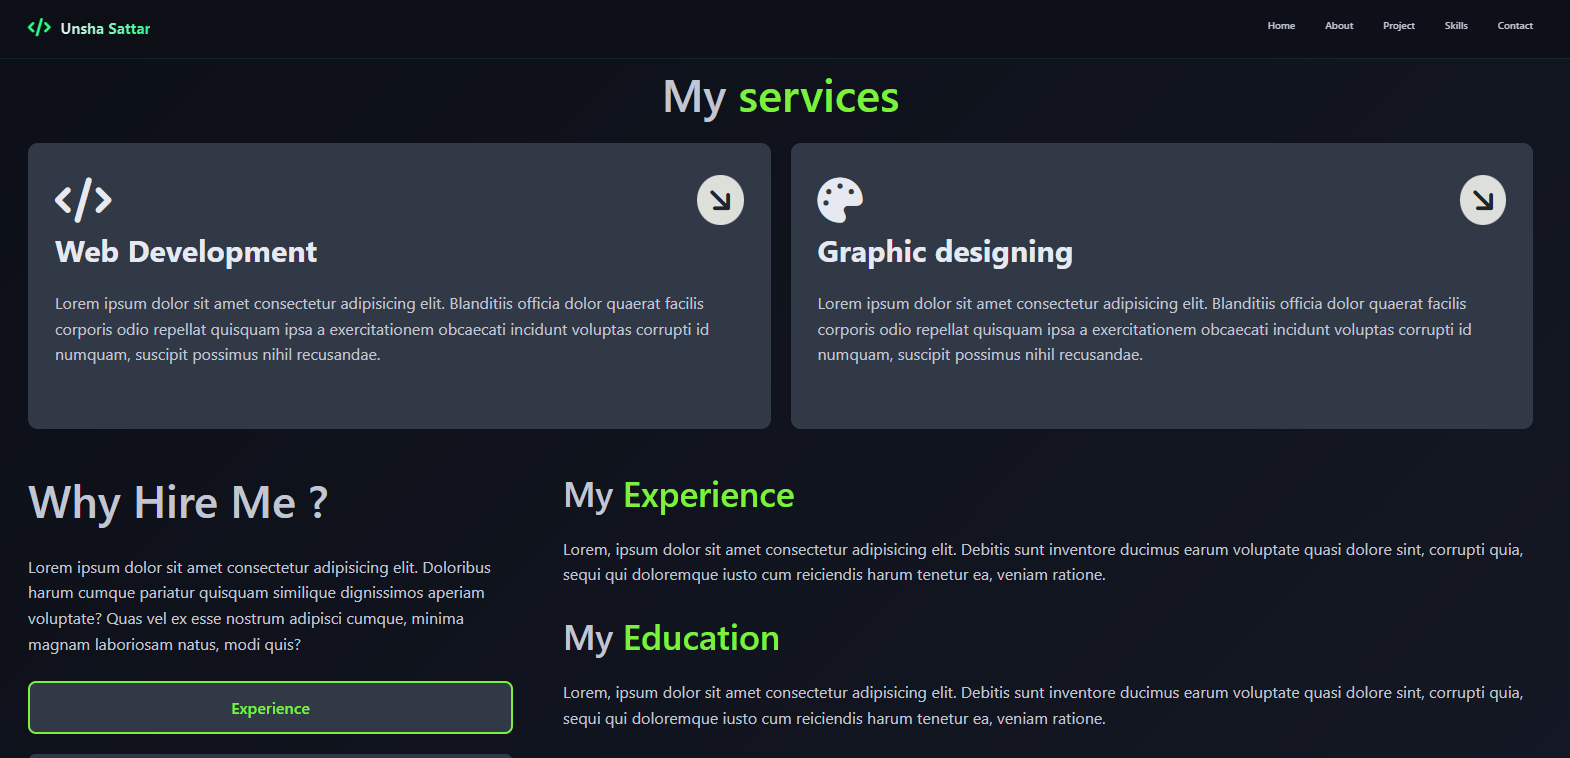 Unsha Sattar
Home About Project Skills Contact
My services
Web Development
Lorem ipsum dolor sit amet consectetur adipisicing elit. Blanditiis officia dolor quaerat facilis
corporis odio repellat quisquam ipsa a exercitationem obcaecati incidunt voluptas corrupti id
numquam, suscipit possimus nihil recusandae.
Graphic designing
Lorem ipsum dolor sit amet consectetur adipisicing elit. Blanditiis officia dolor quaerat facilis
corporis odio repellat quisquam ipsa a exercitationem obcaecati incidunt voluptas corrupti id
numquam, suscipit possimus nihil recusandae.
Why Hire Me ?
Lorem ipsum dolor sit amet consectetur adipisicing elit. Doloribus
harum cumque pariatur quisquam similique dignissimos aperiam
voluptate? Quas vel ex esse nostrum adipisci cumque, minima
magnam laboriosam natus, modi quis?
Experience
My Experience
Lorem, ipsum dolor sit amet consectetur adipisicing elit. Debitis sunt inventore ducimus earum voluptate quasi dolore sint, corrupti quia,
sequi qui doloremque iusto cum reiciendis harum tenetur ea, veniam ratione.
My Education
Lorem, ipsum dolor sit amet consectetur adipisicing elit. Debitis sunt inventore ducimus earum voluptate quasi dolore sint, corrupti quia,
sequi qui doloremque iusto cum reiciendis harum tenetur ea, veniam ratione.